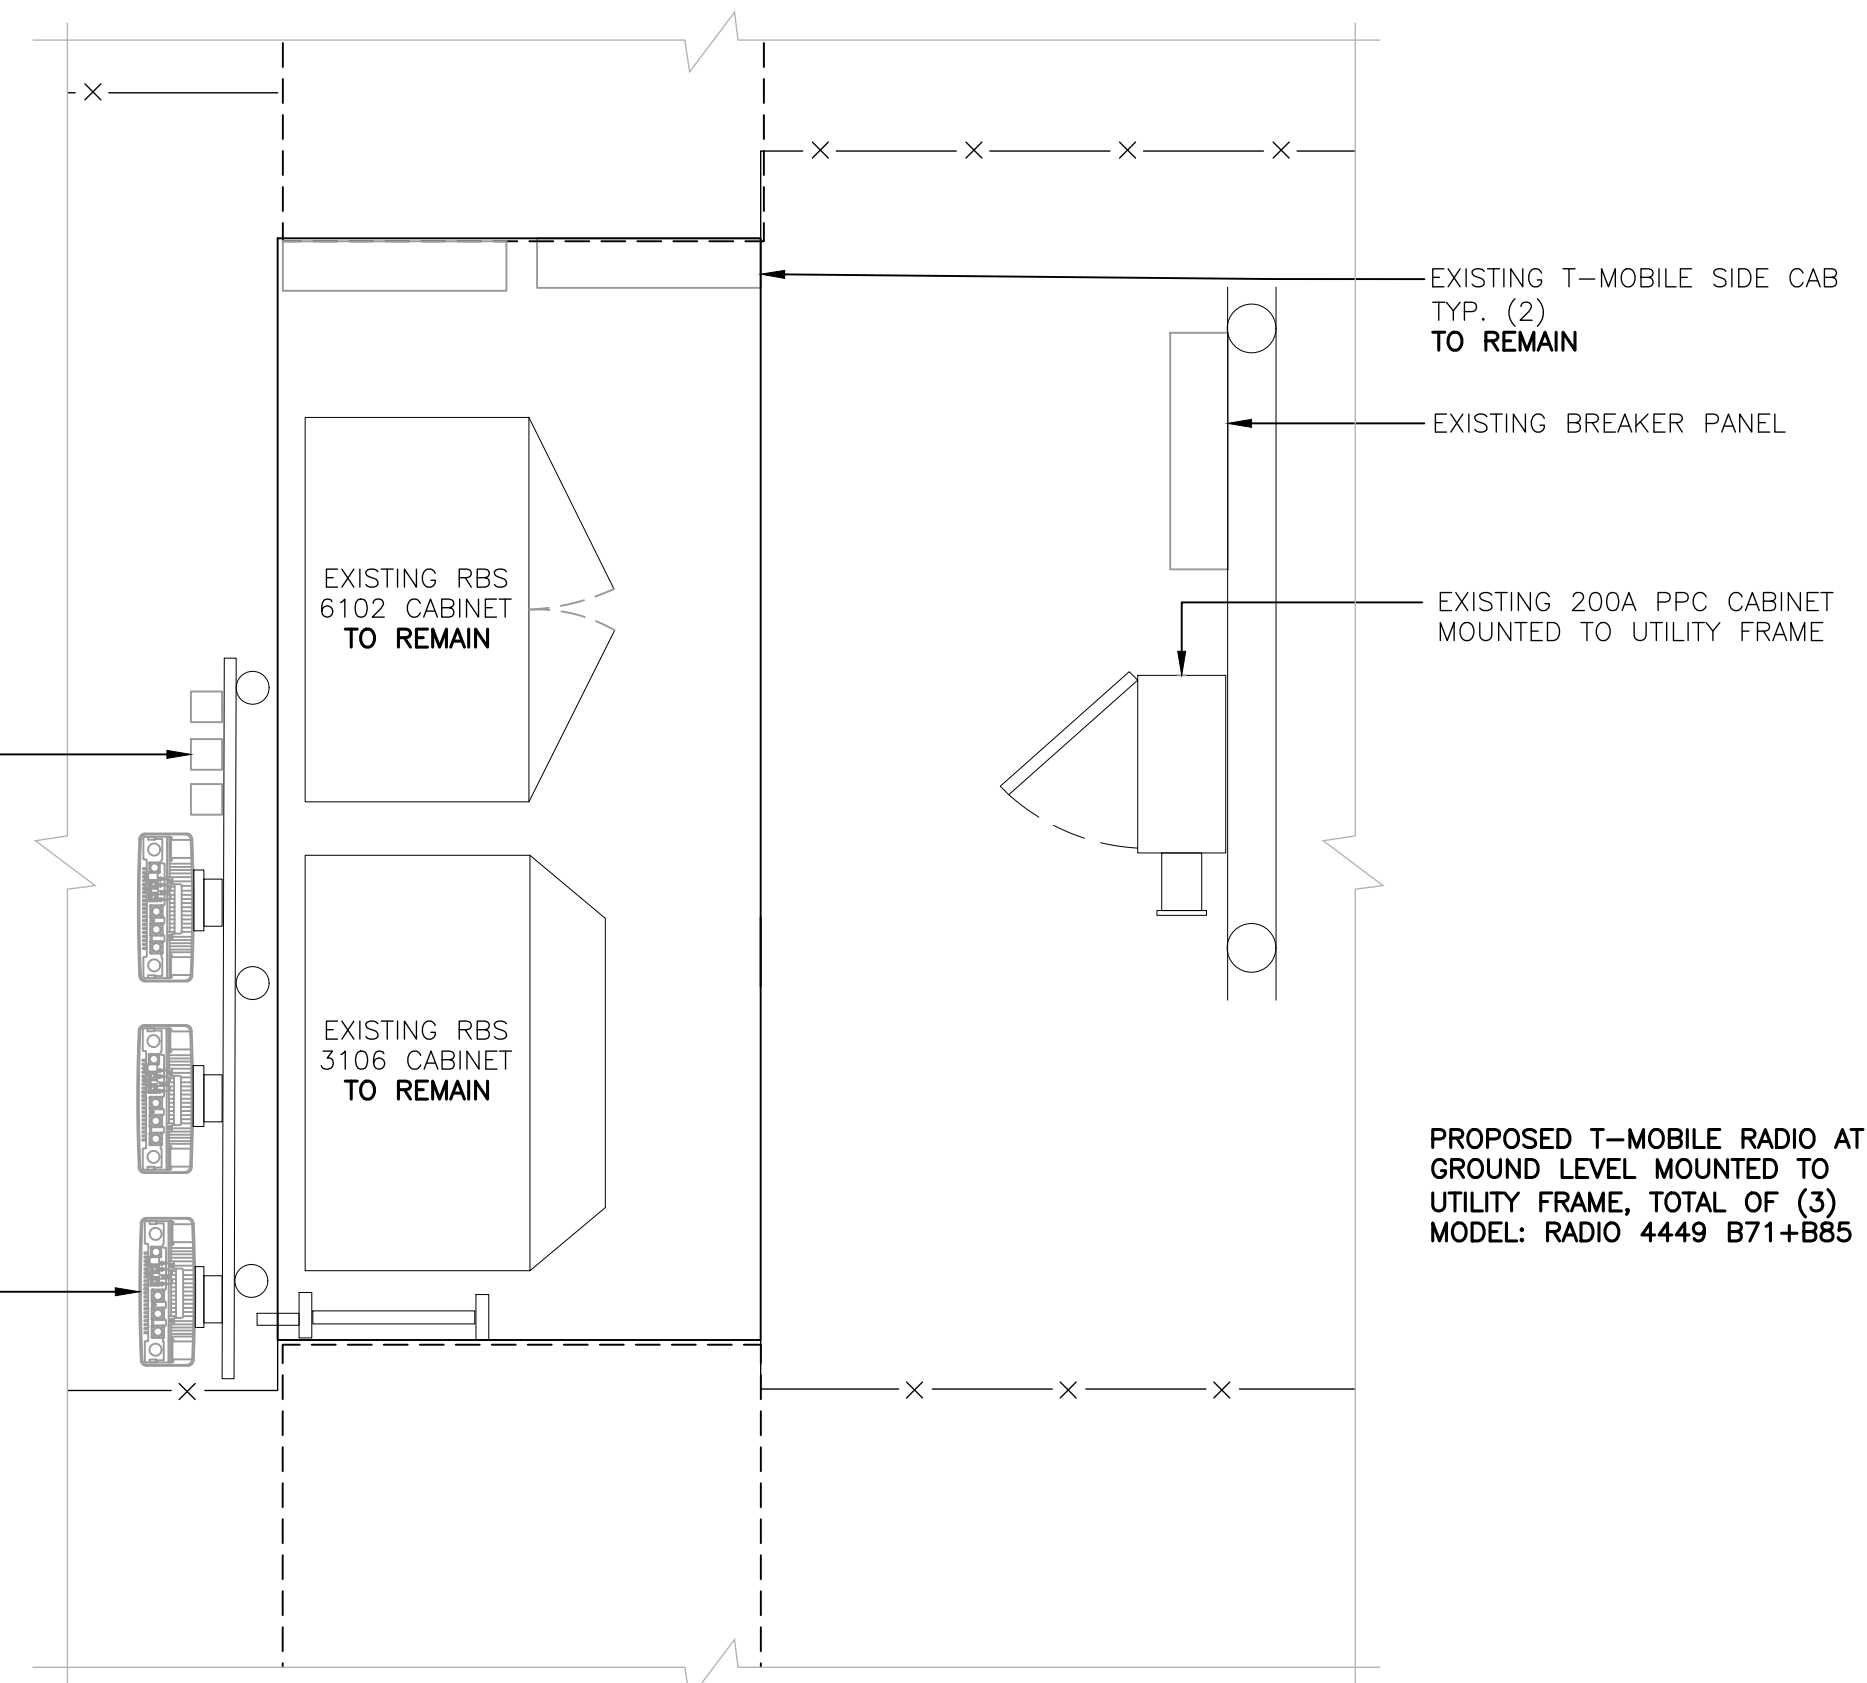 EXISTING T-MOBILE SIDE CAB
TYP. (2)
TO REMAIN
EXISTING BREAKER PANEL
EXISTING RBS
6102 CABINET
TO REMAIN
EXISTING 200A PPC CABINET
MOUNTED TO UTILITY FRAME
EXISTING RBS
3106 CABINET
TO REMAIN
PROPOSED T-MOBILE RADIO AT
GROUND LEVEL MOUNTED TO
UTILITY FRAME, TOTAL OF (3)
MODEL: RADIO 4449 B71+B85